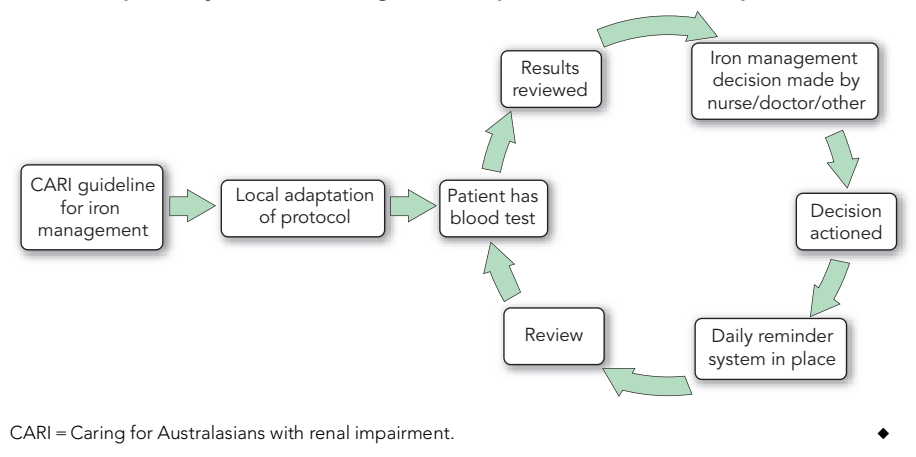 CARI guideline
for iron
management
Local adaptation
of protocol
Patient has
blood test
Results
reviewed
Iron management
decision made by
nurse/doctor/other
Decision
actioned
Daily reminder
system in place
Review
CARI = Caring for Australasians with renal impairment.